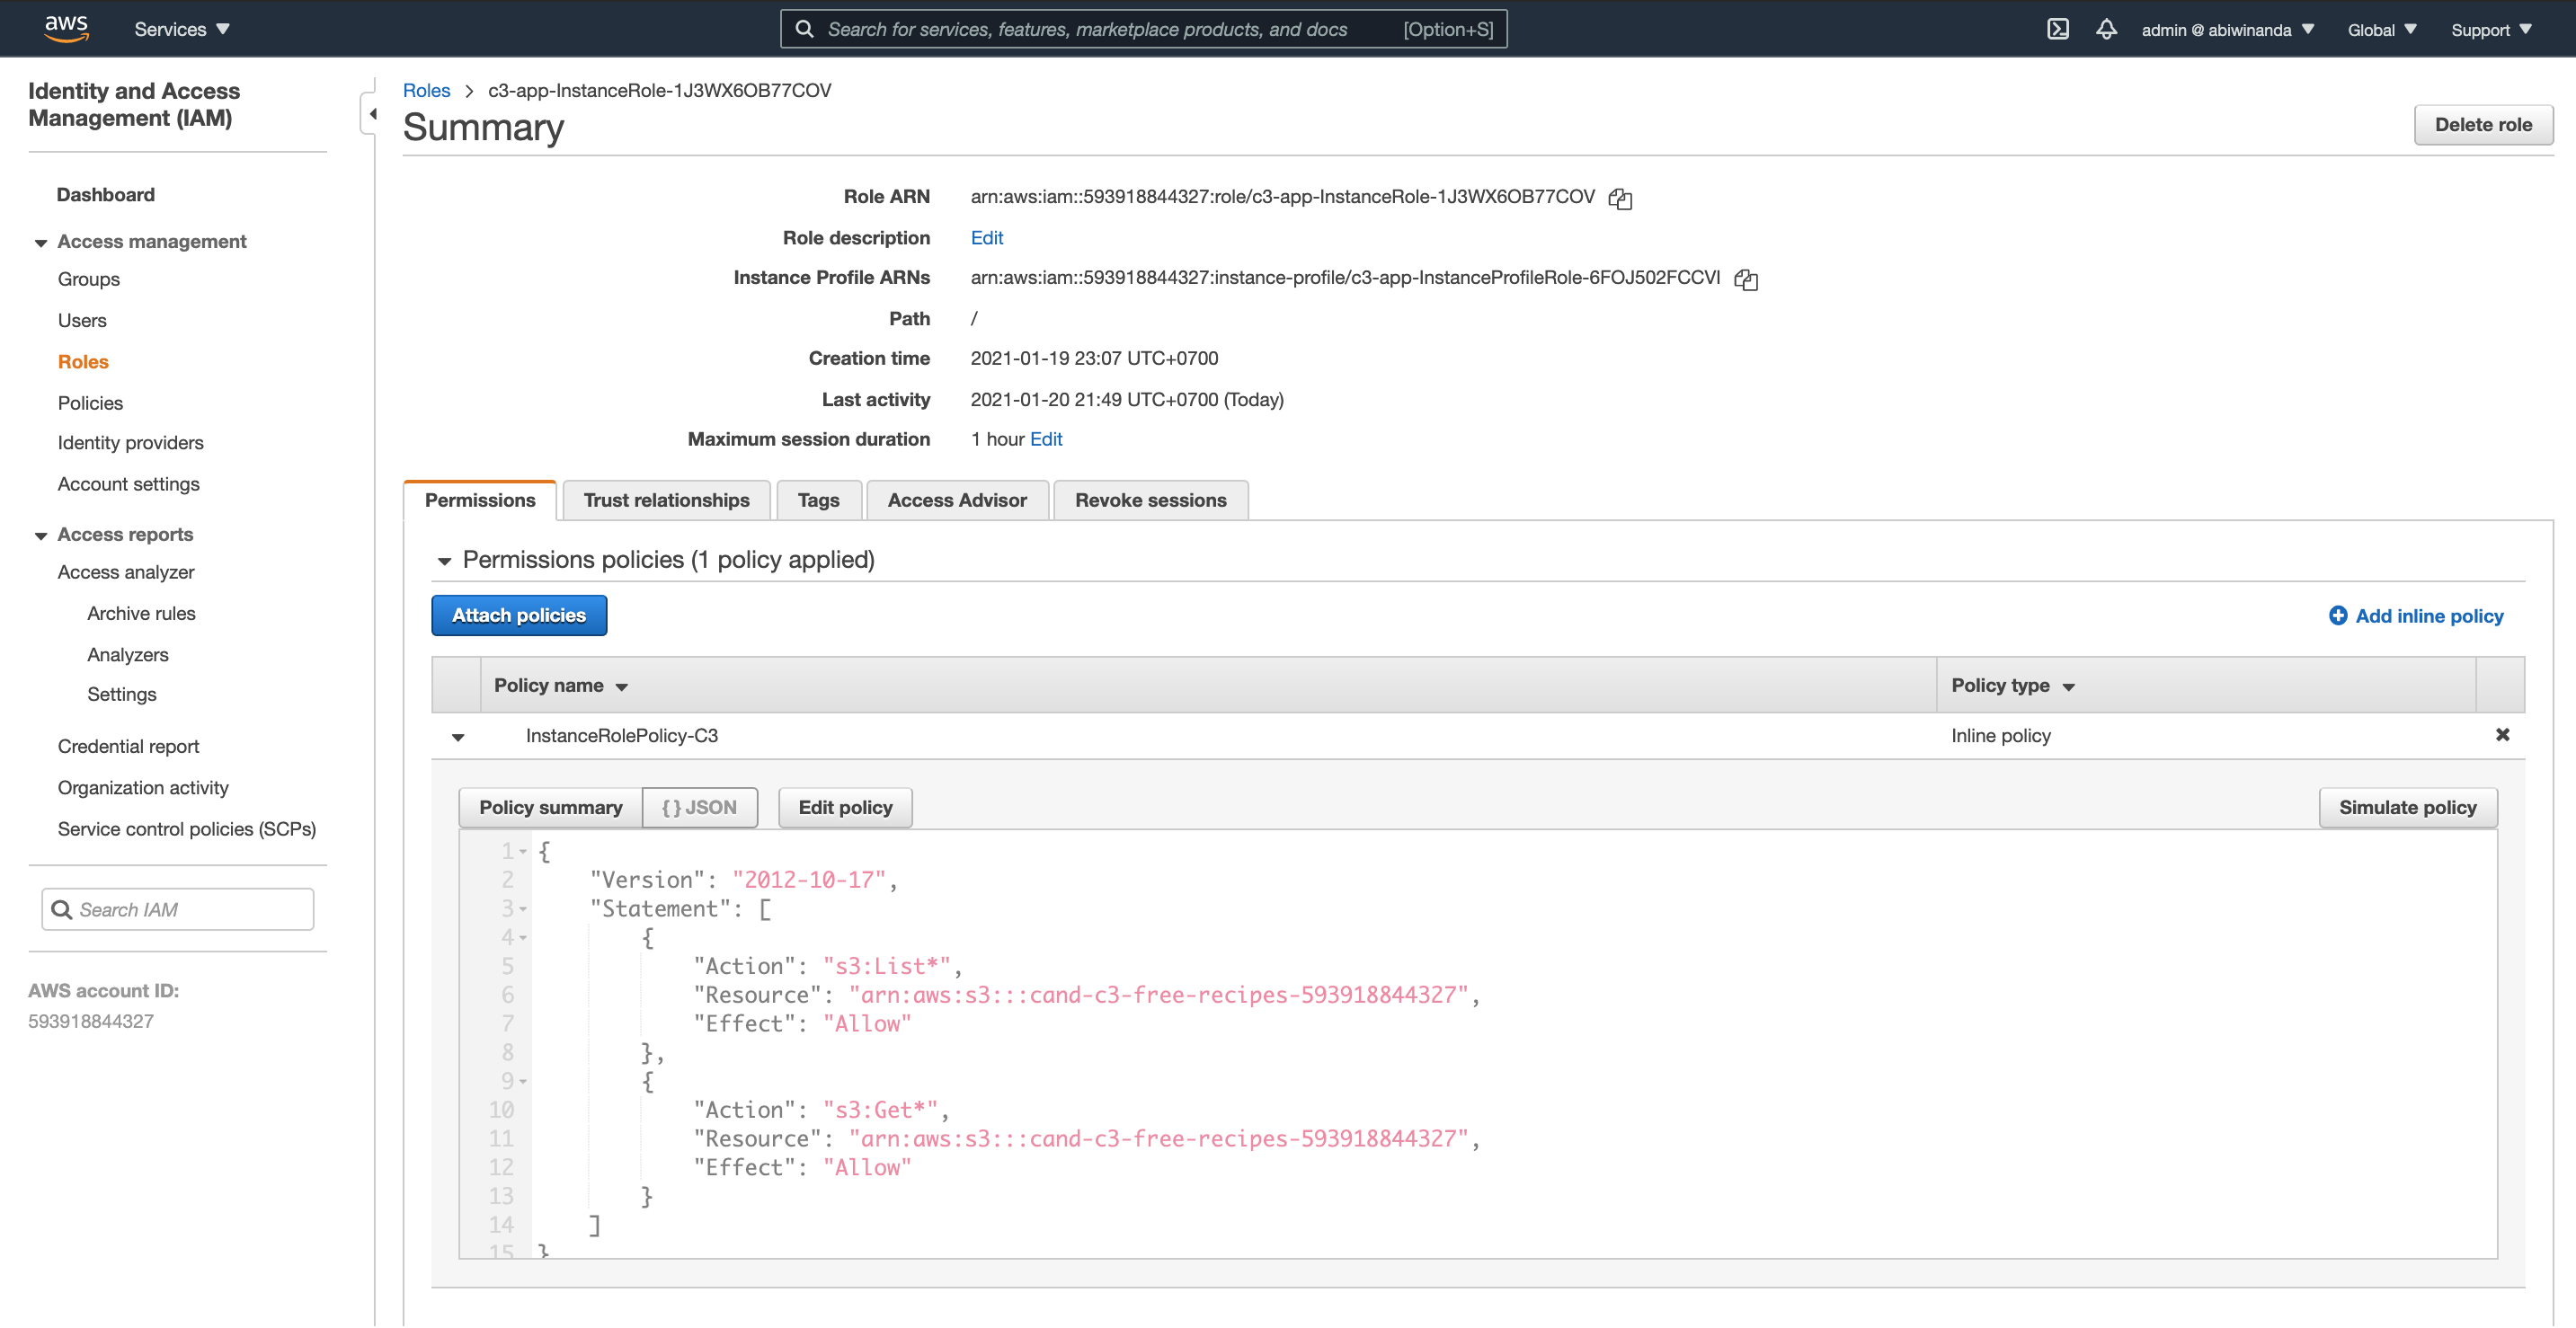 aws
Services
Search for services, features, marketplace products, and docs [Option+S]
admin @ abiwinanda
Global
Support
Identity and Access
Management (IAM)
Dashboard
Access management
Groups
Users
Roles
Policies
Identity providers
Account settings
Access reports
Access analyzer
Archive rules
Analyzers
Settings
Credential report
Organization activity
Service control policies (SCPs)
Search IAM
AWS account ID:
593918844327
Roles > c3-app-InstanceRole-1J3WX6OB77COV
Summary
Delete role
Role ARN arn:aws:iam::593918844327:role/c3-app-InstanceRole-1J3WX6OB77COV
Role description Edit
Instance Profile ARNs arn:aws:iam::593918844327:instance-profile/c3-app-InstanceProfileRole-6FOJ502FCCVI
Path /
Creation time 2021-01-19 23:07 UTC+0700
Last activity 2021-01-20 21:49 UTC+0700 (Today)
Maximum session duration 1 hour Edit
Permissions
Trust relationships
Tags
Access Advisor
Revoke sessions
Permissions policies (1 policy applied)
Attach policies
Add inline policy
Policy name
Policy type
InstanceRolePolicy-C3
Inline policy
Policy summary
{ } JSON
Edit policy
Simulate policy
1 {
2     "Version": "2012-10-17",
3     "Statement": [
4         {
5             "Action": "s3:List*",
6             "Resource": "arn:aws:s3:::cand-c3-free-recipes-593918844327",
7             "Effect": "Allow"
8         },
9         {
10             "Action": "s3:Get*",
11             "Resource": "arn:aws:s3:::cand-c3-free-recipes-593918844327",
12             "Effect": "Allow"
13         }
14     ]
15 }